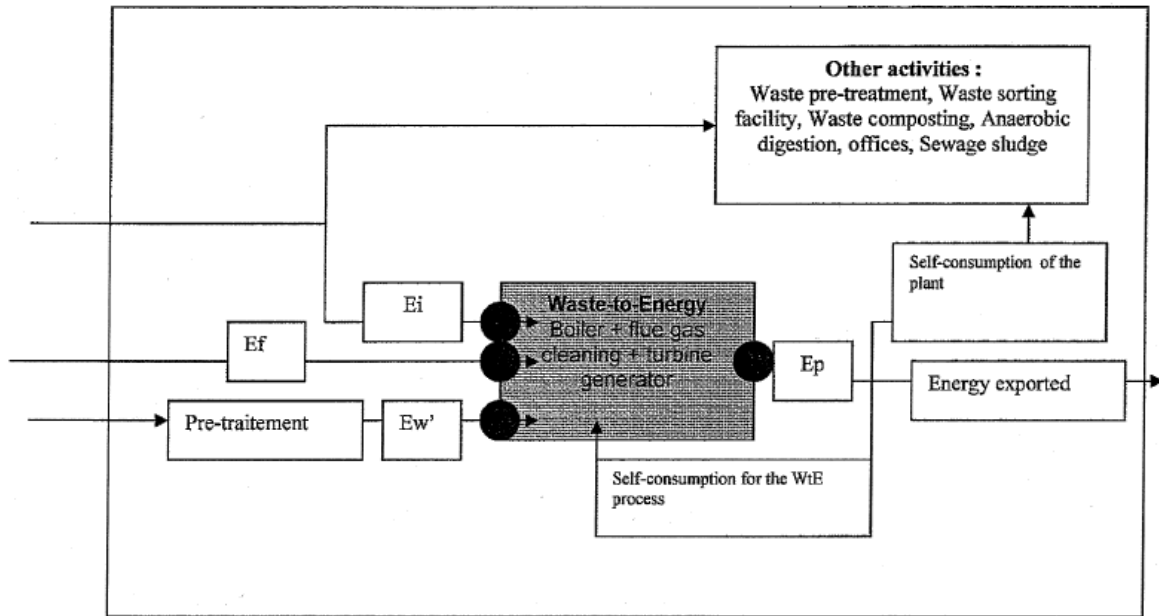 Other activities :
Waste pre-treatment, Waste sorting
facility, Waste composting, Anaerobic
digestion, offices, Sewage sludge
Self-consumption of the
plant
Ei
Waste-to-Energy
Boiler + flue gas
cleaning + turbine
generator
Ef
Ep
Energy exported
Pre-traitement
Ew'
Self-consumption for the WtE
process